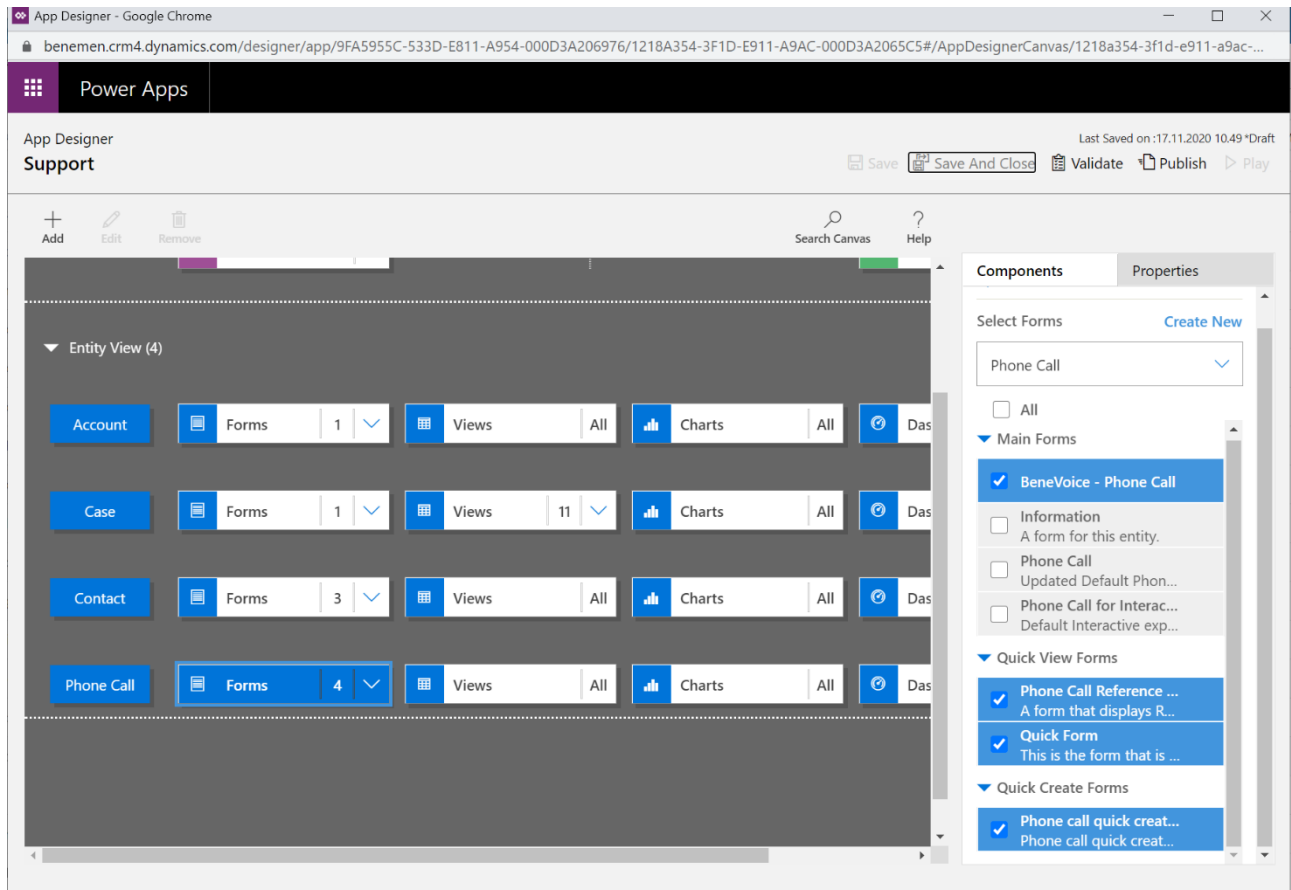 App Designer - Google Chrome
benemen.crm4.dynamics.com/designer/app/9FA5955C-533D-E811-A954-000D3A206976/1218A354-3F1D-E911-A9AC-000D3A2065C5#/AppDesignerCanvas/1218a354-3f1d-e911-a9ac-...
Power Apps
App Designer
Support
Last Saved on :17.11.2020 10.49 *Draft
Save Save And Close Validate Publish Play
Add Edit Remove Search Canvas Help
Entity View (4)
Account Forms 1 Views All Charts All Das
Case Forms 1 Views 11 Charts All Das
Contact Forms 3 Views All Charts All Das
Phone Call Forms 4 Views All Charts All Das
Components Properties
Select Forms Create New
Phone Call
All
Main Forms
BeneVoice - Phone Call
Information
A form for this entity.
Phone Call
Updated Default Phon...
Phone Call for Interac...
Default Interactive exp...
Quick View Forms
Phone Call Reference ...
A form that displays R...
Quick Form
This is the form that is ...
Quick Create Forms
Phone call quick creat...
Phone call quick creat...